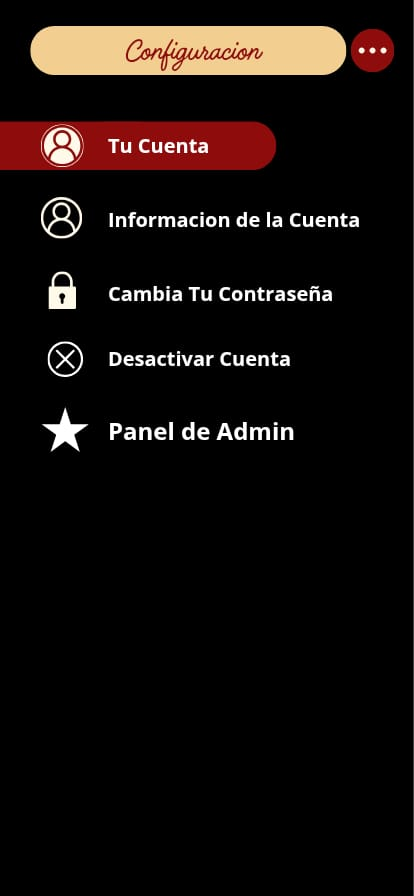 Configuracion
Tu Cuenta
Informacion de la Cuenta
Cambia Tu Contraseña
Desactivar Cuenta
Panel de Admin